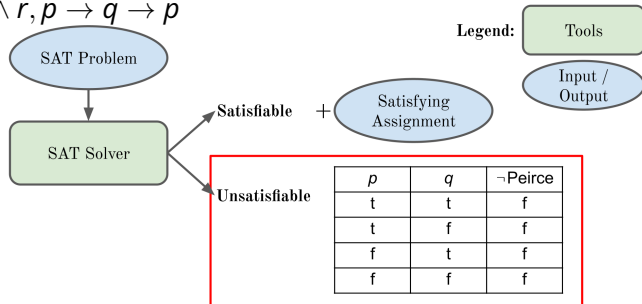 r, p → q → p
Legend:
Tools
SAT Problem
Input /
Output
Satisfiable
+
Satisfying
Assignment
SAT Solver
Unsatisfiable
p q ¬Peirce
t t f
t f f
f t f
f f f